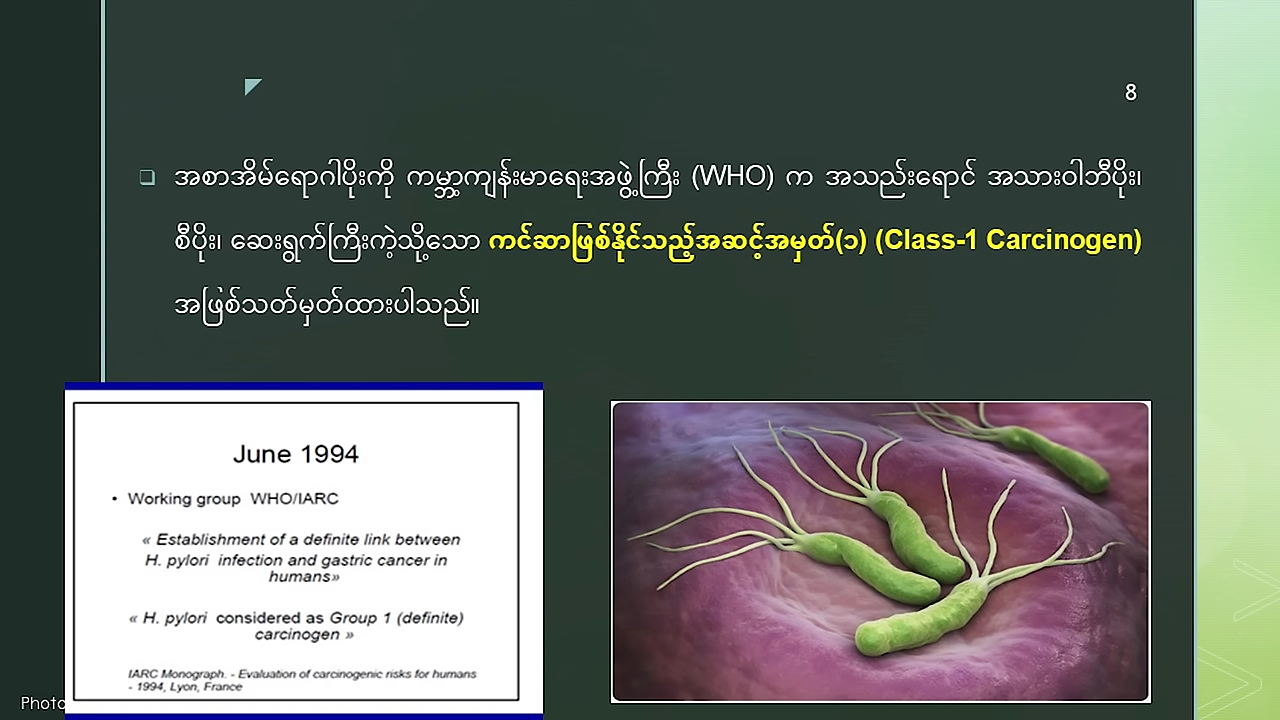 8
အစာအိမ်ရောဂါပိုးကို ကမ္ဘာ့ကျန်းမာရေးအဖွဲ့ကြီး (WHO) က အသည်းရောင် အသားဝါဘီပိုး၊
စီပိုး၊ ဆေးရွက်ကြီးကဲ့သို့သော ကင်ဆာဖြစ်နိုင်သည့်အဆင့်အမှတ်(၁) (Class-1 Carcinogen)
အဖြစ်သတ်မှတ်ထားပါသည်။
June 1994
• Working group WHO/IARC
« Establishment of a definite link between
H. pylori infection and gastric cancer in
humans»
« H. pylori considered as Group 1 (definite)
carcinogen »
IARC Monograph. - Evaluation of carcinogenic risks for humans
- 1994, Lyon, France
Photo